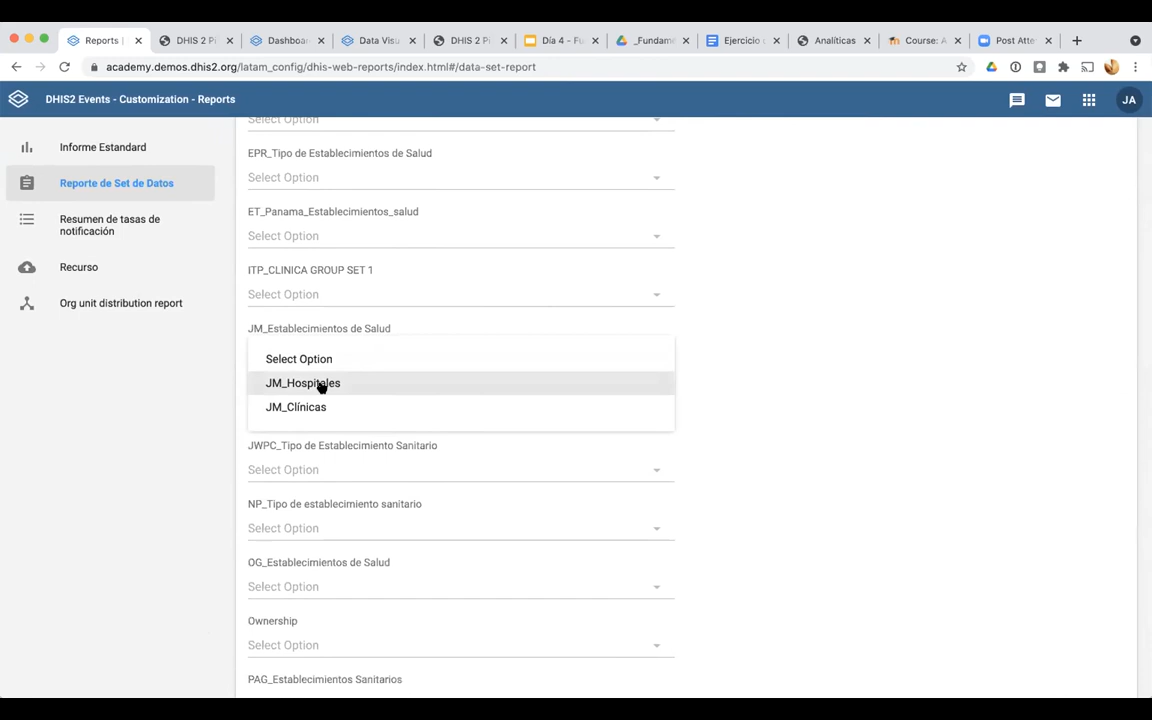 Reports |
DHIS 2 Pi
Dashboa
Data Visu
DHIS 2 Pi
Día 4 - Fu
_Fundame
Ejercicio
Analíticas
Course: A
Post Atte
academy.demos.dhis2.org/latam_config/dhis-web-reports/index.html#/data-set-report
DHIS2 Events - Customization - Reports
JA
Informe Estandard
Reporte de Set de Datos
Resumen de tasas de
notificación
Recurso
Org unit distribution report
Select Option
EPR_Tipo de Establecimientos de Salud
Select Option
ET_Panama_Establecimientos_salud
Select Option
ITP_CLINICA GROUP SET 1
Select Option
JM_Establecimientos de Salud
Select Option
JM_Hospitales
JM_Clínicas
JWPC_Tipo de Establecimiento Sanitario
Select Option
NP_Tipo de establecimiento sanitario
Select Option
OG_Establecimientos de Salud
Select Option
Ownership
Select Option
PAG_Establecimientos Sanitarios